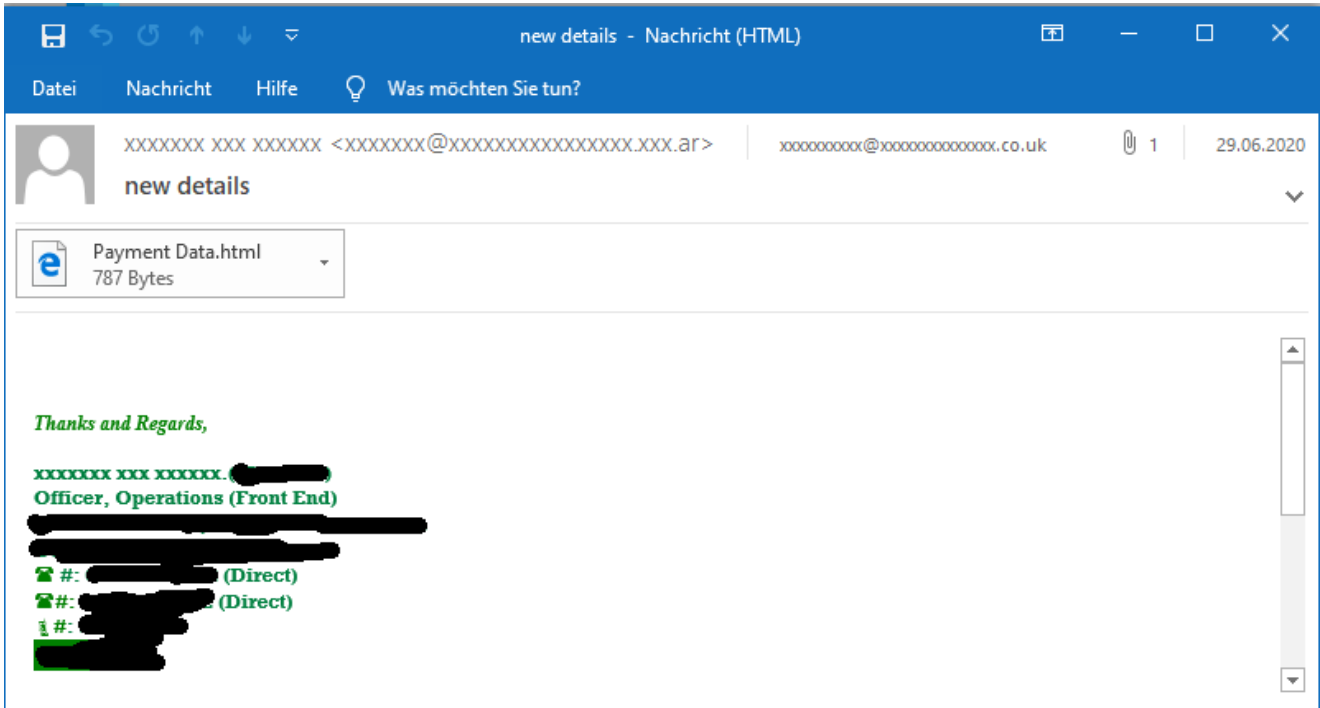 new details - Nachricht (HTML)
Datei Nachricht Hilfe Was möchten Sie tun?
xxxxxxx xxx xxxxxx <xxxxxxx@xxxxxxxxxxxxxxxx.xxx.ar> xxxxxxxxxx@xxxxxxxxxxxxxx.co.uk 1 29.06.2020
new details
Payment Data.html
787 Bytes
Thanks and Regards,
xxxxxxx xxx xxxxxx. ( )
Officer, Operations (Front End)
☎ #: (Direct)
☎#: (Direct)
#: